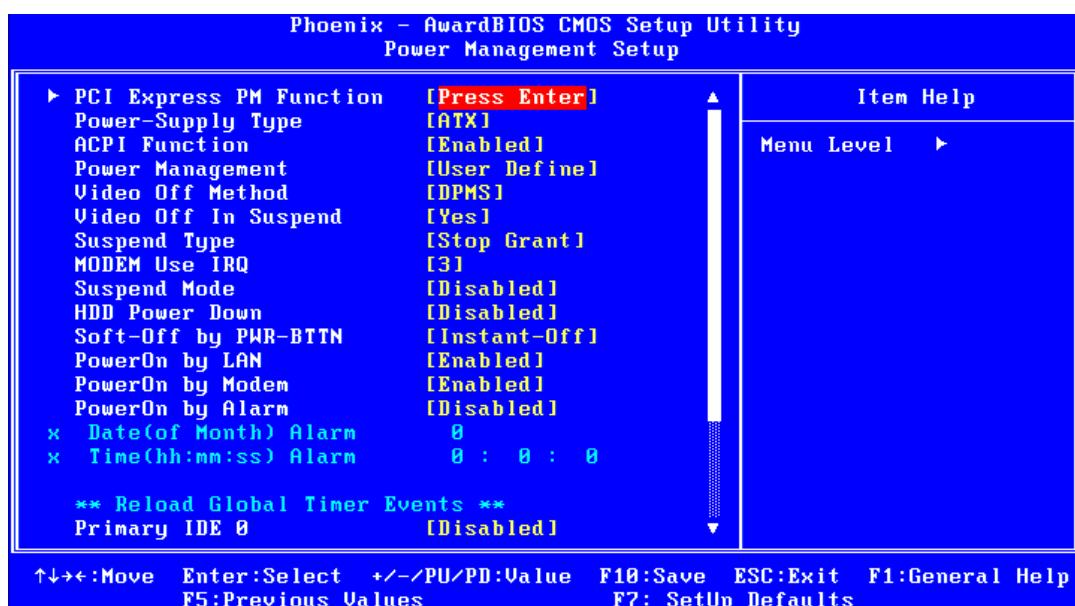 Phoenix - AwardBIOS CMOS Setup Utility
Power Management Setup
► PCI Express PM Function [Press Enter]
Power-Supply Type [ATX]
ACPI Function [Enabled]
Power Management [User Define]
Video Off Method [DPMS]
Video Off In Suspend [Yes]
Suspend Type [Stop Grant]
MODEM Use IRQ [3]
Suspend Mode [Disabled]
HDD Power Down [Disabled]
Soft-Off by PWR-BTTN [Instant-Off]
PowerOn by LAN [Enabled]
PowerOn by Modem [Enabled]
PowerOn by Alarm [Disabled]
x Date(of Month) Alarm 0
x Time(hh:mm:ss) Alarm 0 : 0 : 0
** Reload Global Timer Events **
Primary IDE 0 [Disabled]
Item Help
Menu Level ►
↑↓→←:Move Enter:Select +/-/PU/PD:Value F10:Save ESC:Exit F1:General Help
F5:Previous Values F7: SetUp Defaults